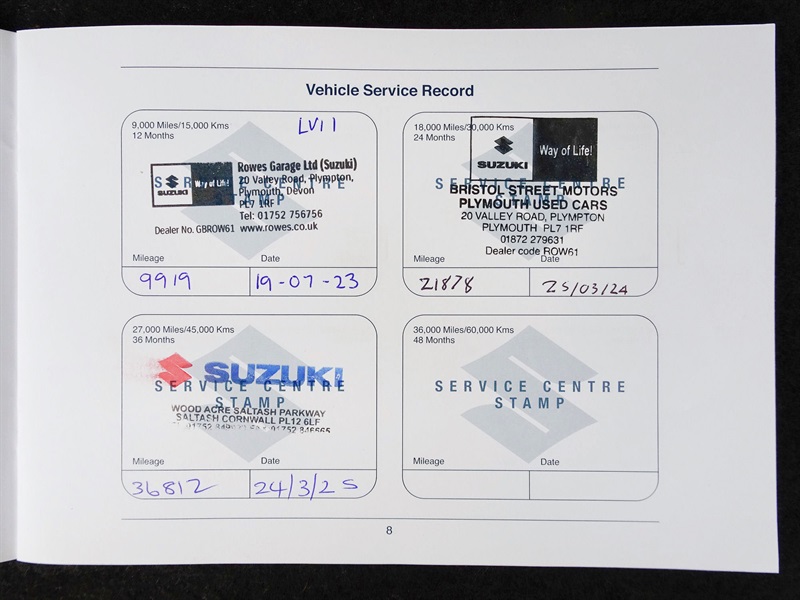 Vehicle Service Record
9,000 Miles/15,000 Kms
12 Months
LV11
SUZUKI
Way of Life!
Rowes Garage Ltd (Suzuki)
20 Valley Road, Plympton,
Plymouth, Devon
PL7 1RF
Tel: 01752 756756
Dealer No. GBROW61 www.rowes.co.uk
SERVICE CENTRE
STAMP
Mileage Date
9919 19-07-23
18,000 Miles/30,000 Kms
24 Months
SUZUKI
Way of Life!
SERVICE CENTRE
STAMP
BRISTOL STREET MOTORS
PLYMOUTH USED CARS
20 VALLEY ROAD, PLYMPTON
PLYMOUTH PL7 1RF
01872 279631
Dealer code ROW61
Mileage Date
21878 25/03/24
27,000 Miles/45,000 Kms
36 Months
SUZUKI
SERVICE CENTRE
STAMP
WOOD ACRE SALTASH PARKWAY
SALTASH CORNWALL PL12 6LF
Mileage Date
36812 24/3/25
36,000 Miles/60,000 Kms
48 Months
SERVICE CENTRE
STAMP
Mileage Date
8